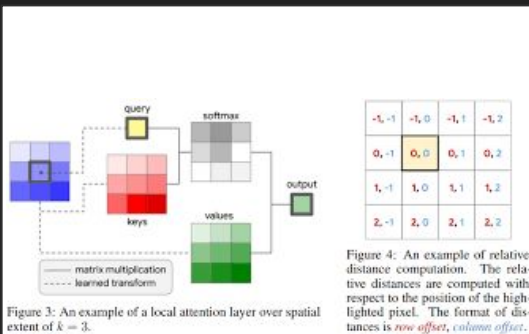 query
softmax
output
keys
values
matrix multiplication
learned transform
Figure 3: An example of a local attention layer over spatial
extent of k = 3.
-1, -1 -1, 0 -1, 1 -1, 2
0, -1 0, 0 0, 1 0, 2
1, -1 1, 0 1, 1 1, 2
2, -1 2, 0 2, 1 2, 2
Figure 4: An example of relative
distance computation. The rela-
tive distances are computed with
respect to the position of the high-
lighted pixel. The format of dis-
tances is row offset, column offset.